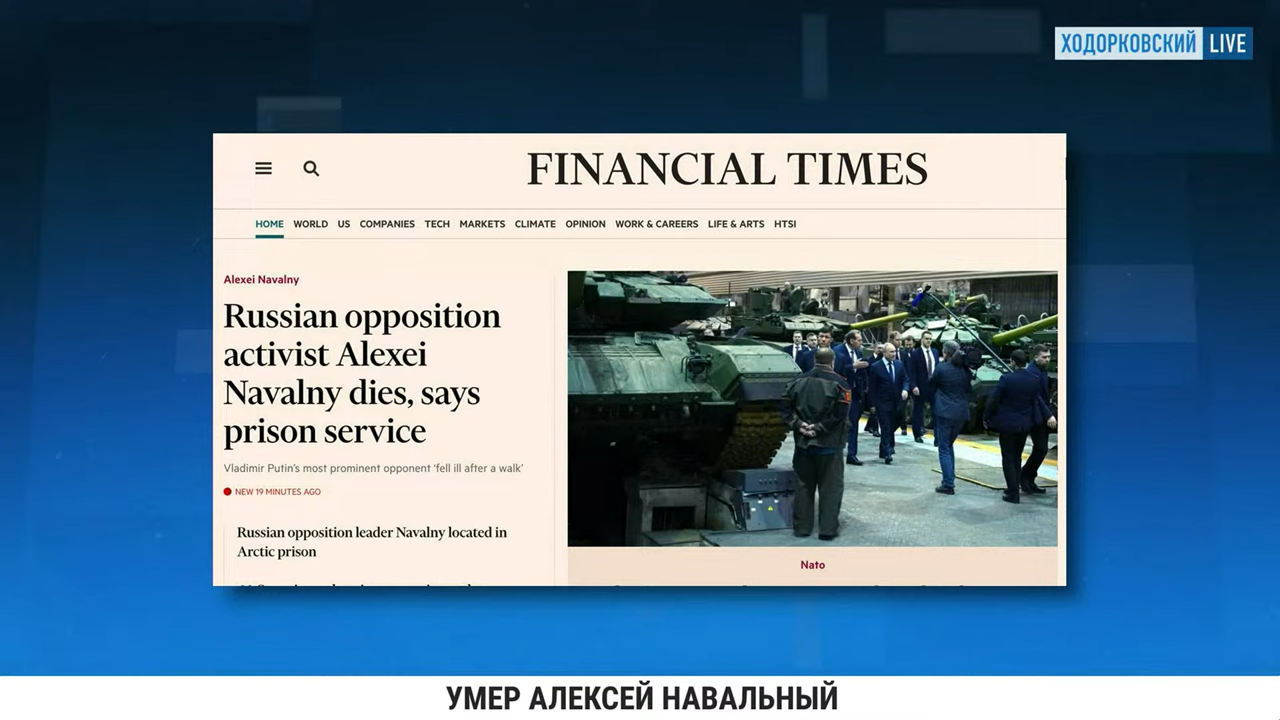 ХОДОРКОВСКИЙ LIVE
FINANCIAL TIMES
HOME WORLD US COMPANIES TECH MARKETS CLIMATE OPINION WORK & CAREERS LIFE & ARTS HTSI
Alexei Navalny
Russian opposition
activist Alexei
Navalny dies, says
prison service
Vladimir Putin's most prominent opponent 'fell ill after a walk'
NEW 19 MINUTES AGO
Russian opposition leader Navalny located in
Arctic prison
Nato
УМЕР АЛЕКСЕЙ НАВАЛЬНЫЙ